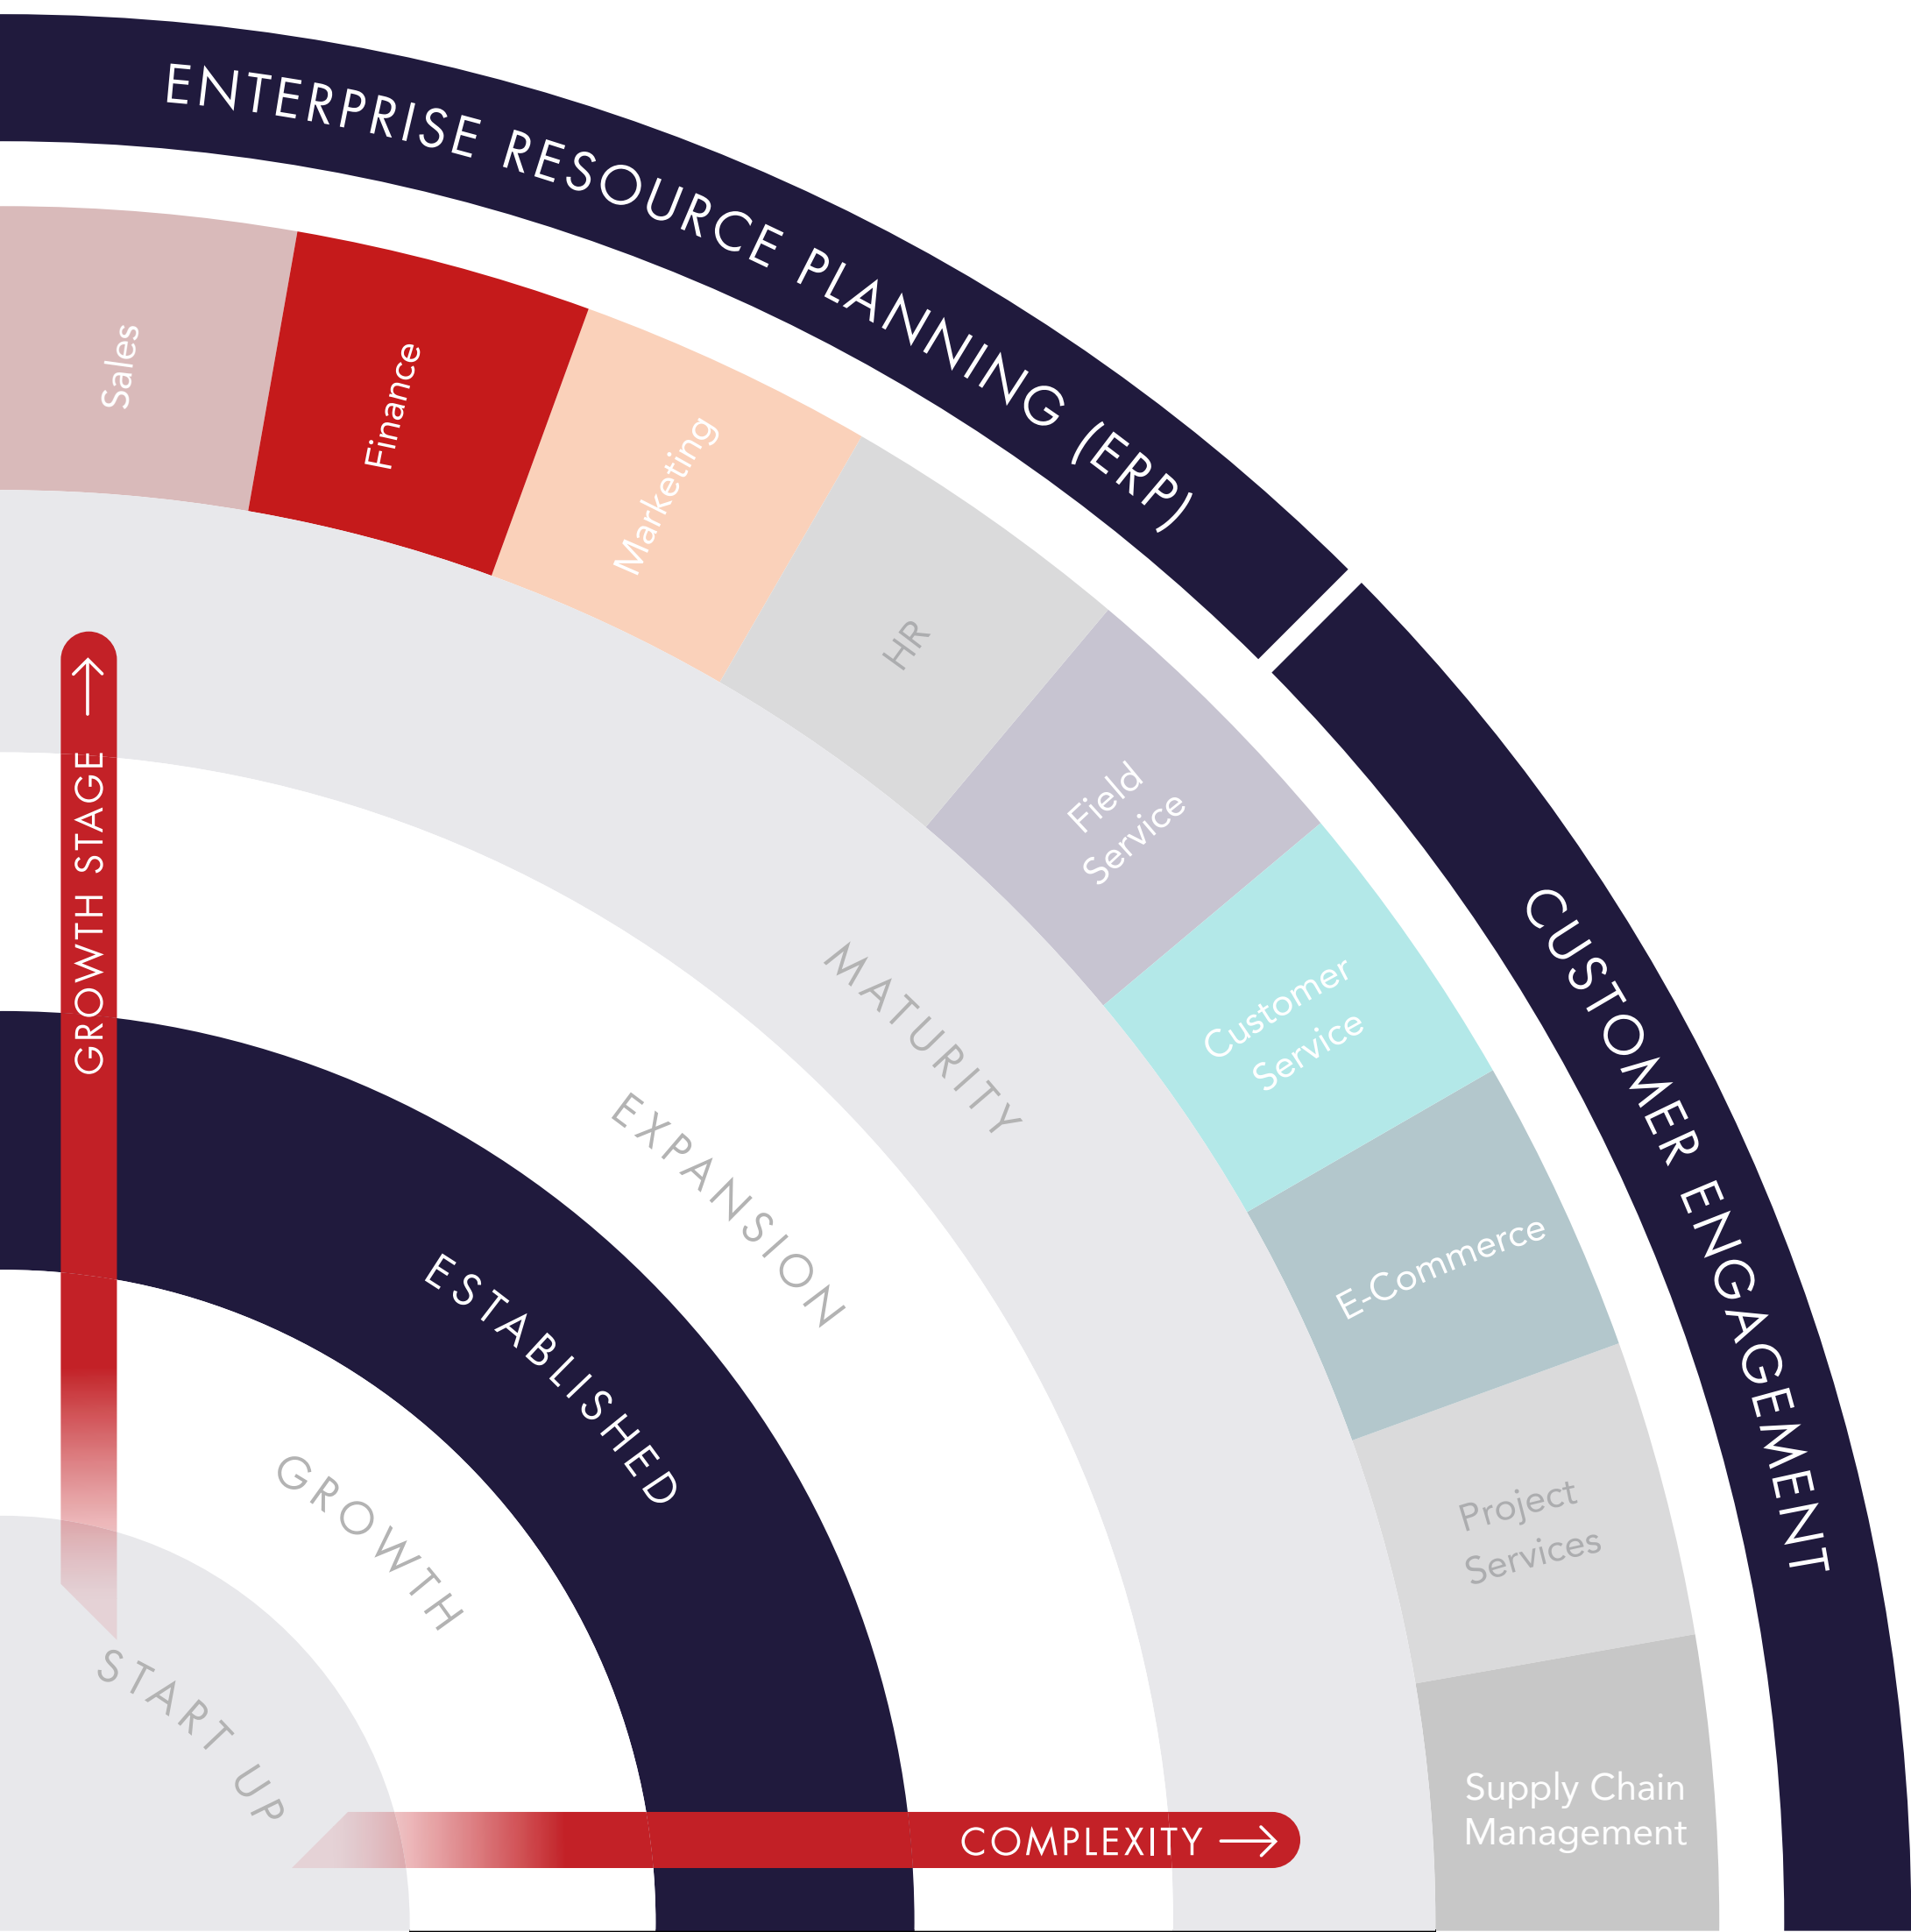 ENTERPRISE RESOURCE PLANNING (ERP)
CUSTOMER ENGAGEMENT
Sales
Finance
Marketing
HR
Field
Service
Customer
Service
E-Commerce
Project
Services
Supply Chain
Management
GROWTH STAGE
MATURITY
EXPANSION
ESTABLISHED
GROWTH
START UP
COMPLEXITY